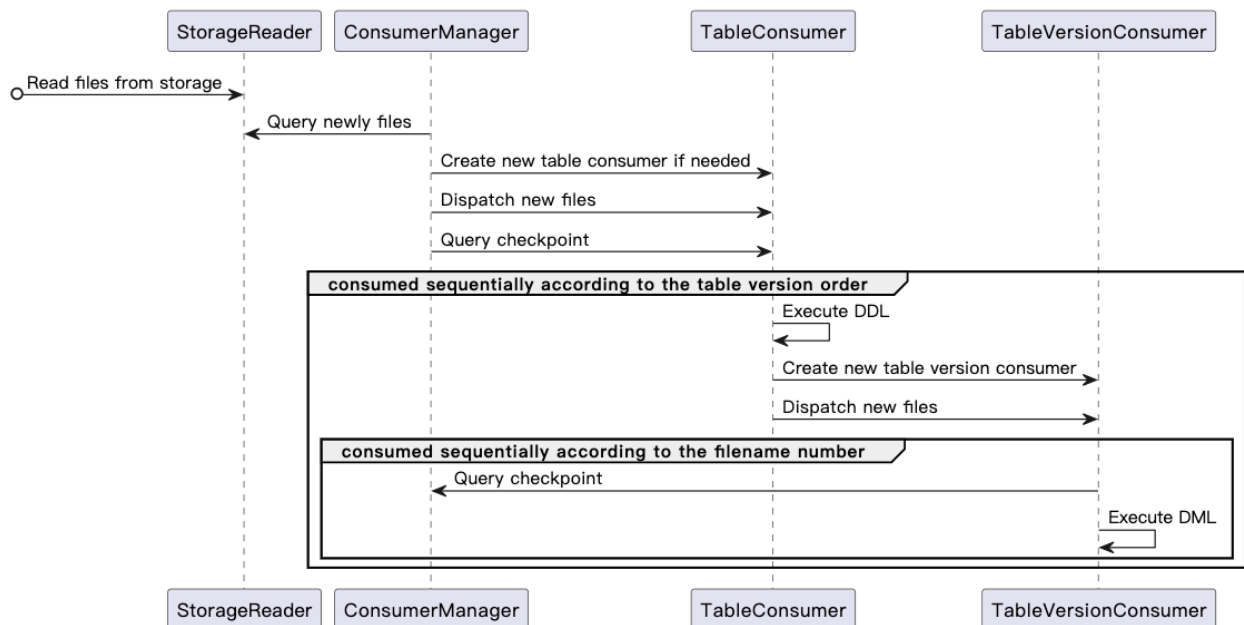 StorageReader
ConsumerManager
TableConsumer
TableVersionConsumer
Read files from storage
Query newly files
Create new table consumer if needed
Dispatch new files
Query checkpoint
consumed sequentially according to the table version order
Execute DDL
Create new table version consumer
Dispatch new files
consumed sequentially according to the filename number
Query checkpoint
Execute DML
StorageReader
ConsumerManager
TableConsumer
TableVersionConsumer